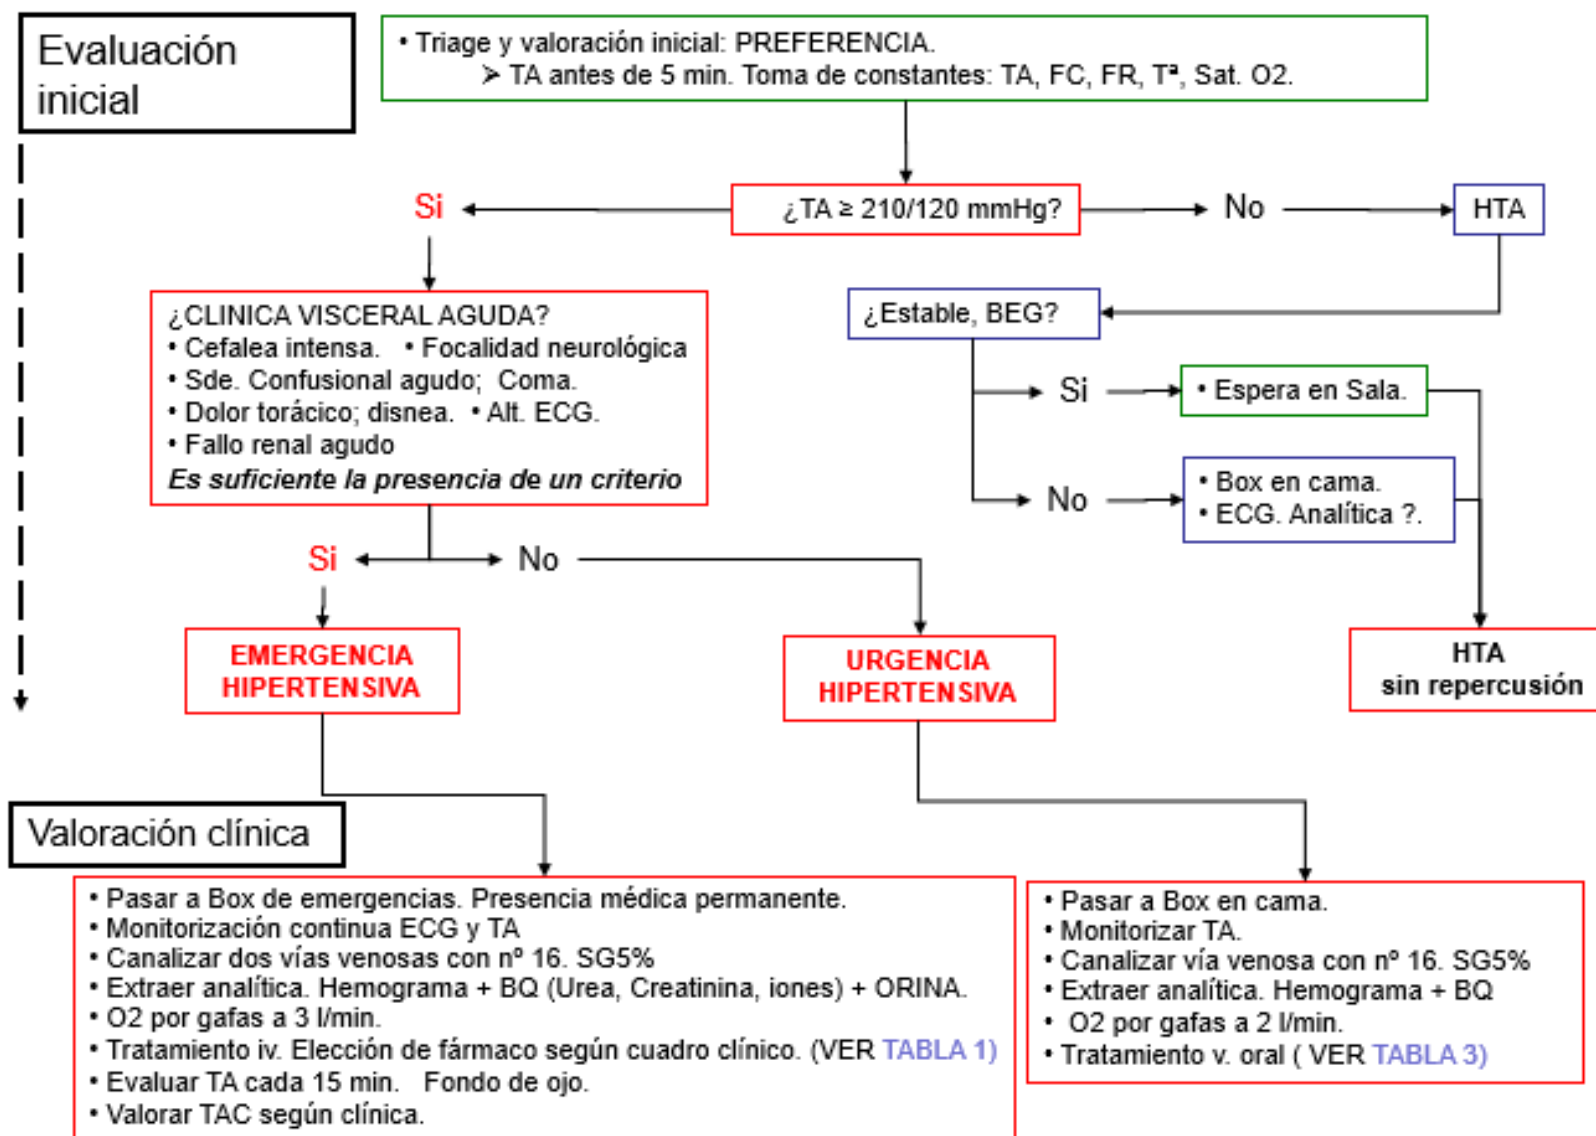 Evaluación
inicial
• Triage y valoración inicial: PREFERENCIA.
➢ TA antes de 5 min. Toma de constantes: TA, FC, FR, Tª, Sat. O2.
Si
¿TA ≥ 210/120 mmHg?
No
HTA
¿CLINICA VISCERAL AGUDA?
• Cefalea intensa. • Focalidad neurológica
• Sde. Confusional agudo; Coma.
• Dolor torácico; disnea. • Alt. ECG.
• Fallo renal agudo
Es suficiente la presencia de un criterio
¿Estable, BEG?
Si
• Espera en Sala.
No
• Box en cama.
• ECG. Analítica ?.
Si
No
EMERGENCIA
HIPERTENSIVA
URGENCIA
HIPERTENSIVA
HTA
sin repercusión
Valoración clínica
• Pasar a Box de emergencias. Presencia médica permanente.
• Monitorización continua ECG y TA
• Canalizar dos vías venosas con nº 16. SG5%
• Extraer analítica. Hemograma + BQ (Urea, Creatinina, iones) + ORINA.
• O2 por gafas a 3 l/min.
• Tratamiento iv. Elección de fármaco según cuadro clínico. (VER TABLA 1)
• Evaluar TA cada 15 min. Fondo de ojo.
• Valorar TAC según clínica.
• Pasar a Box en cama.
• Monitorizar TA.
• Canalizar vía venosa con nº 16. SG5%
• Extraer analítica. Hemograma + BQ
• O2 por gafas a 2 l/min.
• Tratamiento v. oral ( VER TABLA 3)